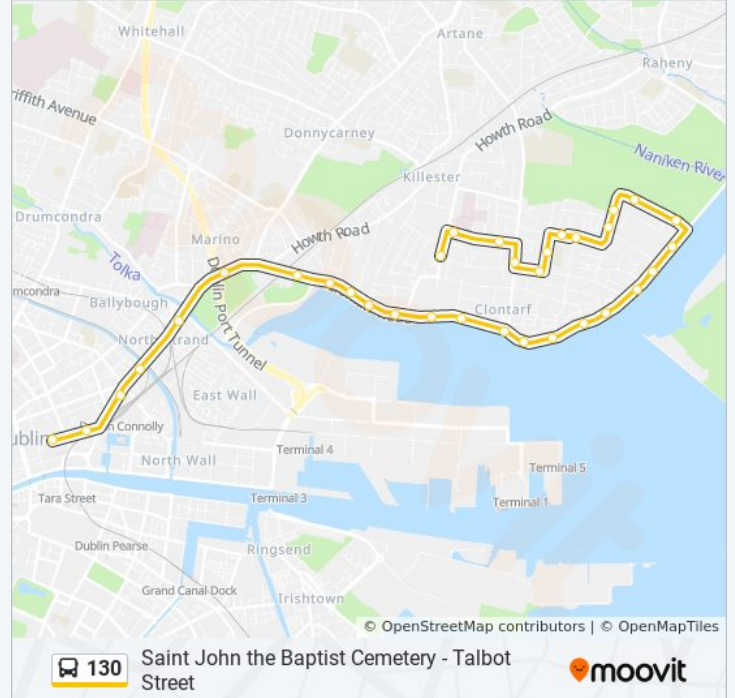 Whitehall
Artane
Raheny
riffith Avenue
Donnycarney
Howth Road
Naniken River
Killester
Drumcondra
Howth Road
Marino
Tolka
mcondra
Ballybough
Dublin Port Tunnel
Clontarf
North Strand
East Wall
Connolly
ublin
North Wall
Terminal 4
Terminal 5
Tara Street
Terminal 3
Terminal 1
Dublin Pearse
Ringsend
Grand Canal Dock
Irishtown
© OpenStreetMap contributors | © OpenMapTiles
130
Saint John the Baptist Cemetery - Talbot
Street
moovit